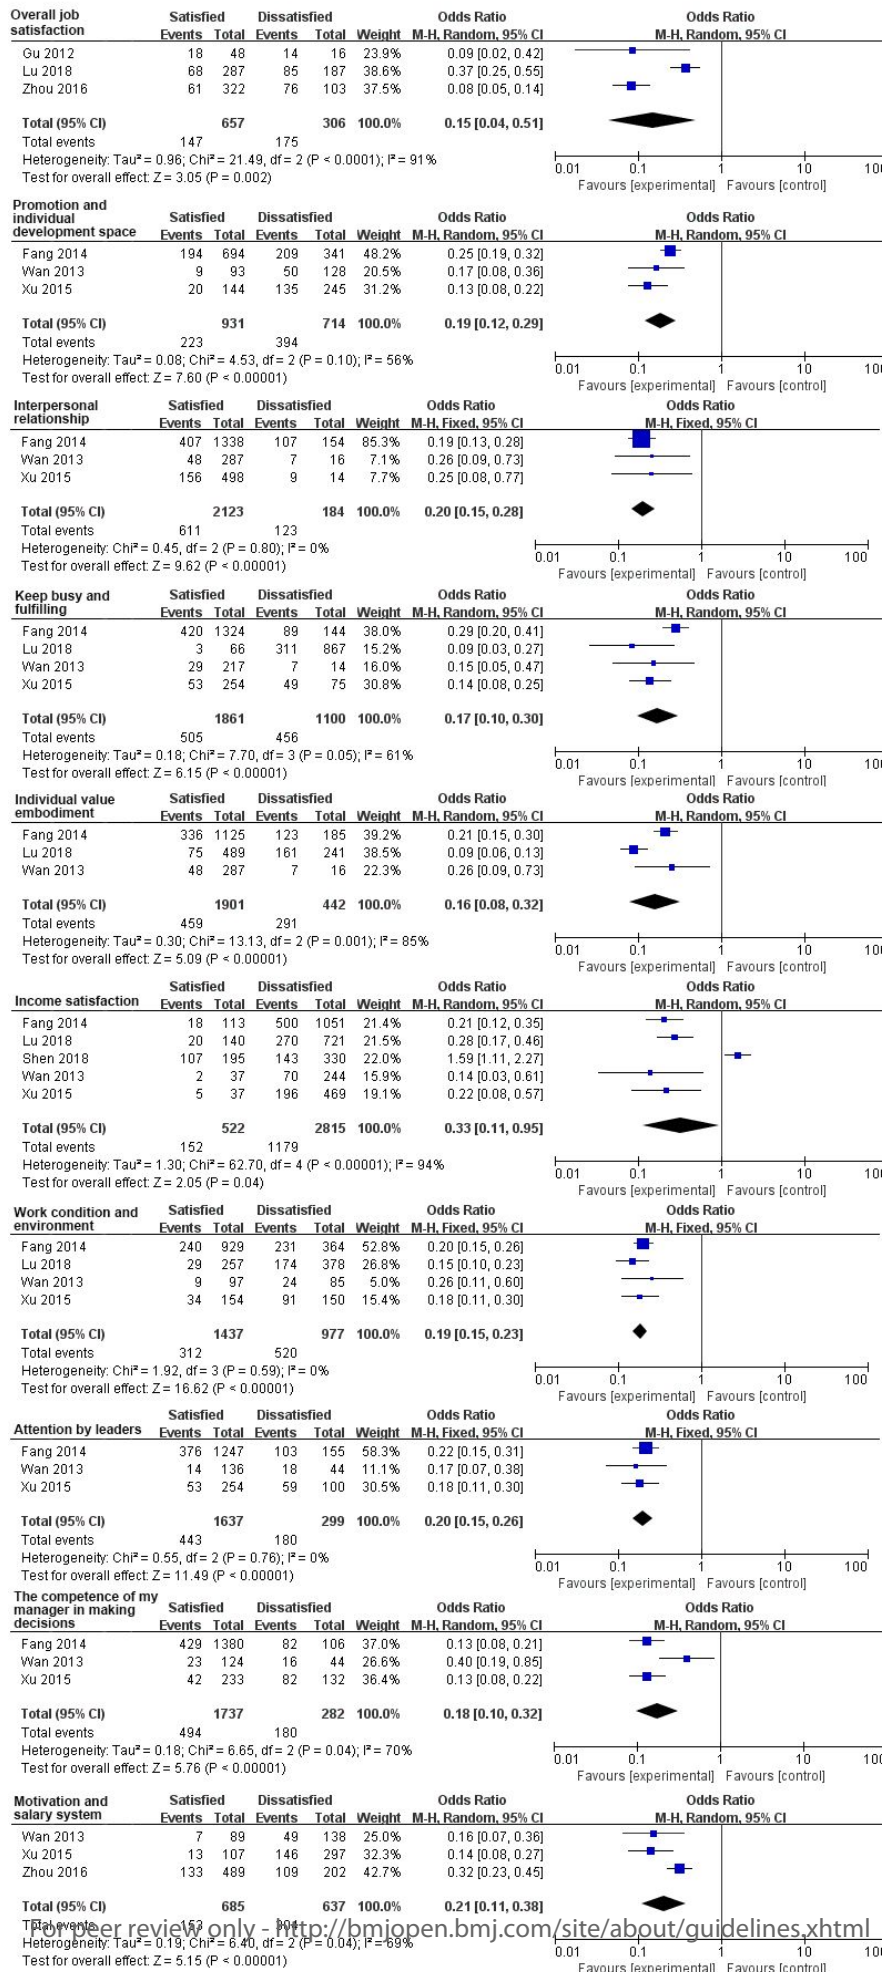 Overall job satisfaction Satisfied Dissatisfied Odds Ratio Odds Ratio
Events Total Events Total Weight M-H, Random, 95% CI M-H, Random, 95% CI
Gu 2012 18 48 14 16 23.9% 0.09 [0.02, 0.42]
Lu 2018 68 287 85 187 38.6% 0.37 [0.25, 0.55]
Zhou 2016 61 322 76 103 37.5% 0.08 [0.05, 0.14]
Total (95% CI) 657 306 100.0% 0.15 [0.04, 0.51]
Total events 147 175
Heterogeneity: Tau² = 0.96; Chi² = 21.49, df = 2 (P < 0.0001); I² = 91%
Test for overall effect: Z = 3.05 (P = 0.002)
0.01 0.1 1 10 100
Favours [experimental] Favours [control]
Promotion and individual development space Satisfied Dissatisfied Odds Ratio Odds Ratio
Events Total Events Total Weight M-H, Random, 95% CI M-H, Random, 95% CI
Fang 2014 194 694 209 341 48.2% 0.25 [0.19, 0.32]
Wan 2013 9 93 50 128 20.5% 0.17 [0.08, 0.36]
Xu 2015 20 144 135 245 31.2% 0.13 [0.08, 0.22]
Total (95% CI) 931 714 100.0% 0.19 [0.12, 0.29]
Total events 223 394
Heterogeneity: Tau² = 0.08; Chi² = 4.53, df = 2 (P = 0.10); I² = 56%
Test for overall effect: Z = 7.60 (P < 0.00001)
0.01 0.1 1 10 100
Favours [experimental] Favours [control]
Interpersonal relationship Satisfied Dissatisfied Odds Ratio Odds Ratio
Events Total Events Total Weight M-H, Fixed, 95% CI M-H, Fixed, 95% CI
Fang 2014 407 1338 107 154 85.3% 0.19 [0.13, 0.28]
Wan 2013 48 287 7 16 7.1% 0.26 [0.09, 0.73]
Xu 2015 156 498 9 14 7.7% 0.25 [0.08, 0.77]
Total (95% CI) 2123 184 100.0% 0.20 [0.15, 0.28]
Total events 611 123
Heterogeneity: Chi² = 0.45, df = 2 (P = 0.80); I² = 0%
Test for overall effect: Z = 9.62 (P < 0.00001)
0.01 0.1 1 10 100
Favours [experimental] Favours [control]
Keep busy and fulfilling Satisfied Dissatisfied Odds Ratio Odds Ratio
Events Total Events Total Weight M-H, Random, 95% CI M-H, Random, 95% CI
Fang 2014 420 1324 89 144 38.0% 0.29 [0.20, 0.41]
Lu 2018 3 66 311 867 15.2% 0.09 [0.03, 0.27]
Wan 2013 29 217 7 14 16.0% 0.15 [0.05, 0.47]
Xu 2015 53 254 49 75 30.8% 0.14 [0.08, 0.25]
Total (95% CI) 1861 1100 100.0% 0.17 [0.10, 0.30]
Total events 505 456
Heterogeneity: Tau² = 0.18; Chi² = 7.70, df = 3 (P = 0.05); I² = 61%
Test for overall effect: Z = 6.15 (P < 0.00001)
0.01 0.1 1 10 100
Favours [experimental] Favours [control]
Individual value embodiment Satisfied Dissatisfied Odds Ratio Odds Ratio
Events Total Events Total Weight M-H, Random, 95% CI M-H, Random, 95% CI
Fang 2014 336 1125 123 185 39.2% 0.21 [0.15, 0.30]
Lu 2018 75 489 161 241 38.5% 0.09 [0.06, 0.13]
Wan 2013 48 287 7 16 22.3% 0.26 [0.09, 0.73]
Total (95% CI) 1901 442 100.0% 0.16 [0.08, 0.32]
Total events 459 291
Heterogeneity: Tau² = 0.30; Chi² = 13.13, df = 2 (P = 0.001); I² = 85%
Test for overall effect: Z = 5.09 (P < 0.00001)
0.01 0.1 1 10 100
Favours [experimental] Favours [control]
Income satisfaction Satisfied Dissatisfied Odds Ratio Odds Ratio
Events Total Events Total Weight M-H, Random, 95% CI M-H, Random, 95% CI
Fang 2014 18 113 500 1051 21.4% 0.21 [0.12, 0.35]
Lu 2018 20 140 270 721 21.5% 0.28 [0.17, 0.46]
Shen 2018 107 195 143 330 22.0% 1.59 [1.11, 2.27]
Wan 2013 2 37 70 244 15.9% 0.14 [0.03, 0.61]
Xu 2015 5 37 196 469 19.1% 0.22 [0.08, 0.57]
Total (95% CI) 522 2815 100.0% 0.33 [0.11, 0.95]
Total events 152 1179
Heterogeneity: Tau² = 1.30; Chi² = 62.70, df = 4 (P < 0.00001); I² = 94%
Test for overall effect: Z = 2.05 (P = 0.04)
0.01 0.1 1 10 100
Favours [experimental] Favours [control]
Work condition and environment Satisfied Dissatisfied Odds Ratio Odds Ratio
Events Total Events Total Weight M-H, Fixed, 95% CI M-H, Fixed, 95% CI
Fang 2014 240 929 231 364 52.8% 0.20 [0.15, 0.26]
Lu 2018 29 257 174 378 26.8% 0.15 [0.10, 0.23]
Wan 2013 9 97 24 85 5.0% 0.26 [0.11, 0.60]
Xu 2015 34 154 91 150 15.4% 0.18 [0.11, 0.30]
Total (95% CI) 1437 977 100.0% 0.19 [0.15, 0.23]
Total events 312 520
Heterogeneity: Chi² = 1.92, df = 3 (P = 0.59); I² = 0%
Test for overall effect: Z = 16.62 (P < 0.00001)
0.01 0.1 1 10 100
Favours [experimental] Favours [control]
Attention by leaders Satisfied Dissatisfied Odds Ratio Odds Ratio
Events Total Events Total Weight M-H, Fixed, 95% CI M-H, Fixed, 95% CI
Fang 2014 376 1247 103 155 58.3% 0.22 [0.15, 0.31]
Wan 2013 14 136 18 44 11.1% 0.17 [0.07, 0.38]
Xu 2015 53 254 59 100 30.5% 0.18 [0.11, 0.30]
Total (95% CI) 1637 299 100.0% 0.20 [0.15, 0.26]
Total events 443 180
Heterogeneity: Chi² = 0.55, df = 2 (P = 0.76); I² = 0%
Test for overall effect: Z = 11.49 (P < 0.00001)
0.01 0.1 1 10 100
Favours [experimental] Favours [control]
The competence of my manager in making decisions Satisfied Dissatisfied Odds Ratio Odds Ratio
Events Total Events Total Weight M-H, Random, 95% CI M-H, Random, 95% CI
Fang 2014 429 1380 82 106 37.0% 0.13 [0.08, 0.21]
Wan 2013 23 124 16 44 26.6% 0.40 [0.19, 0.85]
Xu 2015 42 233 82 132 36.4% 0.13 [0.08, 0.22]
Total (95% CI) 1737 282 100.0% 0.18 [0.10, 0.32]
Total events 494 180
Heterogeneity: Tau² = 0.18; Chi² = 6.65, df = 2 (P = 0.04); I² = 70%
Test for overall effect: Z = 5.76 (P < 0.00001)
0.01 0.1 1 10 100
Favours [experimental] Favours [control]
Motivation and salary system Satisfied Dissatisfied Odds Ratio Odds Ratio
Events Total Events Total Weight M-H, Random, 95% CI M-H, Random, 95% CI
Wan 2013 7 89 49 138 25.0% 0.16 [0.07, 0.36]
Xu 2015 13 107 146 297 32.3% 0.14 [0.08, 0.27]
Zhou 2016 133 489 109 202 42.7% 0.32 [0.23, 0.45]
Total (95% CI) 685 637 100.0% 0.21 [0.11, 0.38]
Total events 153 304
For peer review only - http://bmjopen.bmj.com/site/about/guidelines.xhtml
Heterogeneity: Tau² = 0.19; Chi² = 6.40, df = 2 (P = 0.04); I² = 69%
Test for overall effect: Z = 5.15 (P < 0.00001)
0.01 0.1 1 10 100
Favours [experimental] Favours [control]